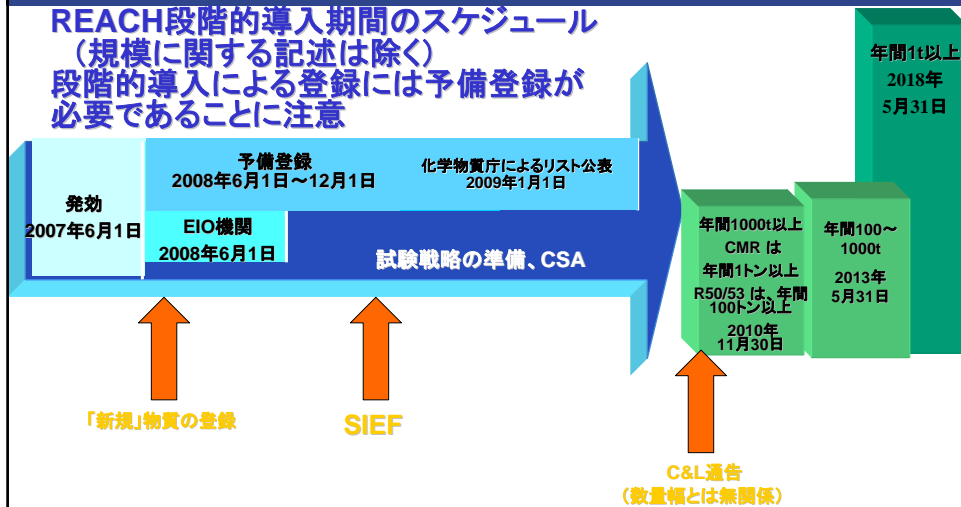 REACH段階的導入期間のスケジュール
（規模に関する記述は除く）
段階的導入による登録には予備登録が
必要であることに注意
発効
2007年6月1日
予備登録
2008年6月1日～12月1日
化学物質庁によるリスト公表
2009年1月1日
EIO機関
2008年6月1日
試験戦略の準備、CSA
年間1000t以上
CMR は
年間1トン以上
R50/53 は、年間
100トン以上
2010年
11月30日
年間100～
1000t
2013年
5月31日
年間1t以上
2018年
5月31日
「新規」物質の登録
SIEF
C&L通告
（数量幅とは無関係）